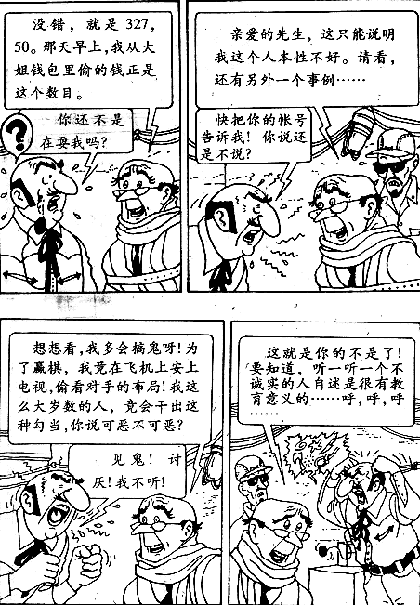 没错，就是327，
50。那天早上，我从大
姐钱包里偷的钱正是
这个数目。
？
你还不是
在耍我吗？
亲爱的先生，这只能说明
我这个人本性不好。请看，
还有另外一个事例……
快把你的帐号
告诉我！你说还
是不说？
想想看，我多会搞鬼呀！为
了赢棋，我竟在飞机上安上
电视，偷看对手的布局！我这
么大岁数的人，竟会干出这
种勾当，你说可恶不可恶？
见鬼！讨
厌！我不听！
这就是你的不是了！
要知道，听一听一个不
诚实的人自述是很有教
育意义的……呼，呼，呼
……